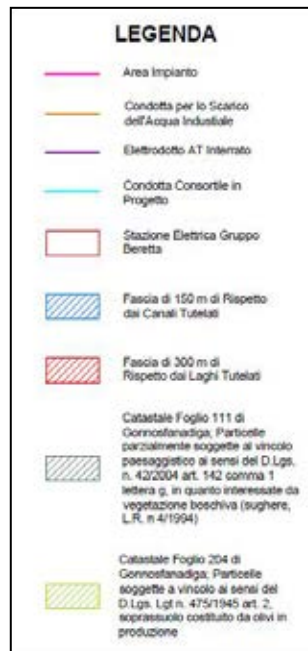 LEGENDA
Area Impianto
Condotta per lo Scarico
dell'Acqua Industiale
Elettrodotto AT Interrato
Condotta Consortile in
Progetto
Stazione Elettrica Gruppo
Beretta
Fascia di 150 m di Rispetto
dai Canali Tutelati
Fascia di 300 m di
Rispetto dai Laghi Tutelati
Catastale Foglio 111 di
Gonnosfanadiga; Particelle
parzialmente soggette al vincolo
paesaggistico ai sensi del D.Lgs.
n. 42/2004 art. 142 comma 1
lettera g, in quanto interessate da
vegetazione boschiva (sughere,
L.R. n 4/1994)
Catastale Foglio 204 di
Gonnosfanadiga; Particelle
soggette a vincolo ai sensi del
D.Lgs. Lgt n. 475/1945 art. 2,
soprassuolo costituito da olivi in
produzione